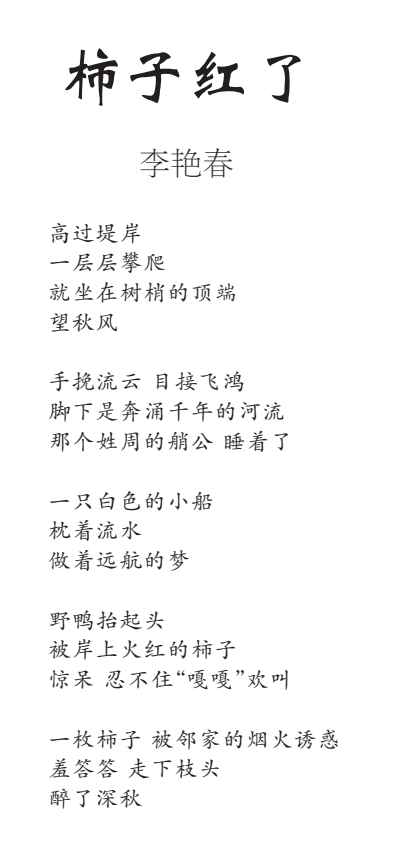 柿子红了
李艳春
高过堤岸
一层层攀爬
就坐在树梢的顶端
望秋风
手挽流云 目接飞鸿
脚下是奔涌千年的河流
那个姓周的艄公 睡着了
一只白色的小船
枕着流水
做着远航的梦
野鸭抬起头
被岸上火红的柿子
惊呆 忍不住“嘎嘎”欢叫
一枚柿子 被邻家的烟火诱惑
羞答答 走下枝头
醉了深秋